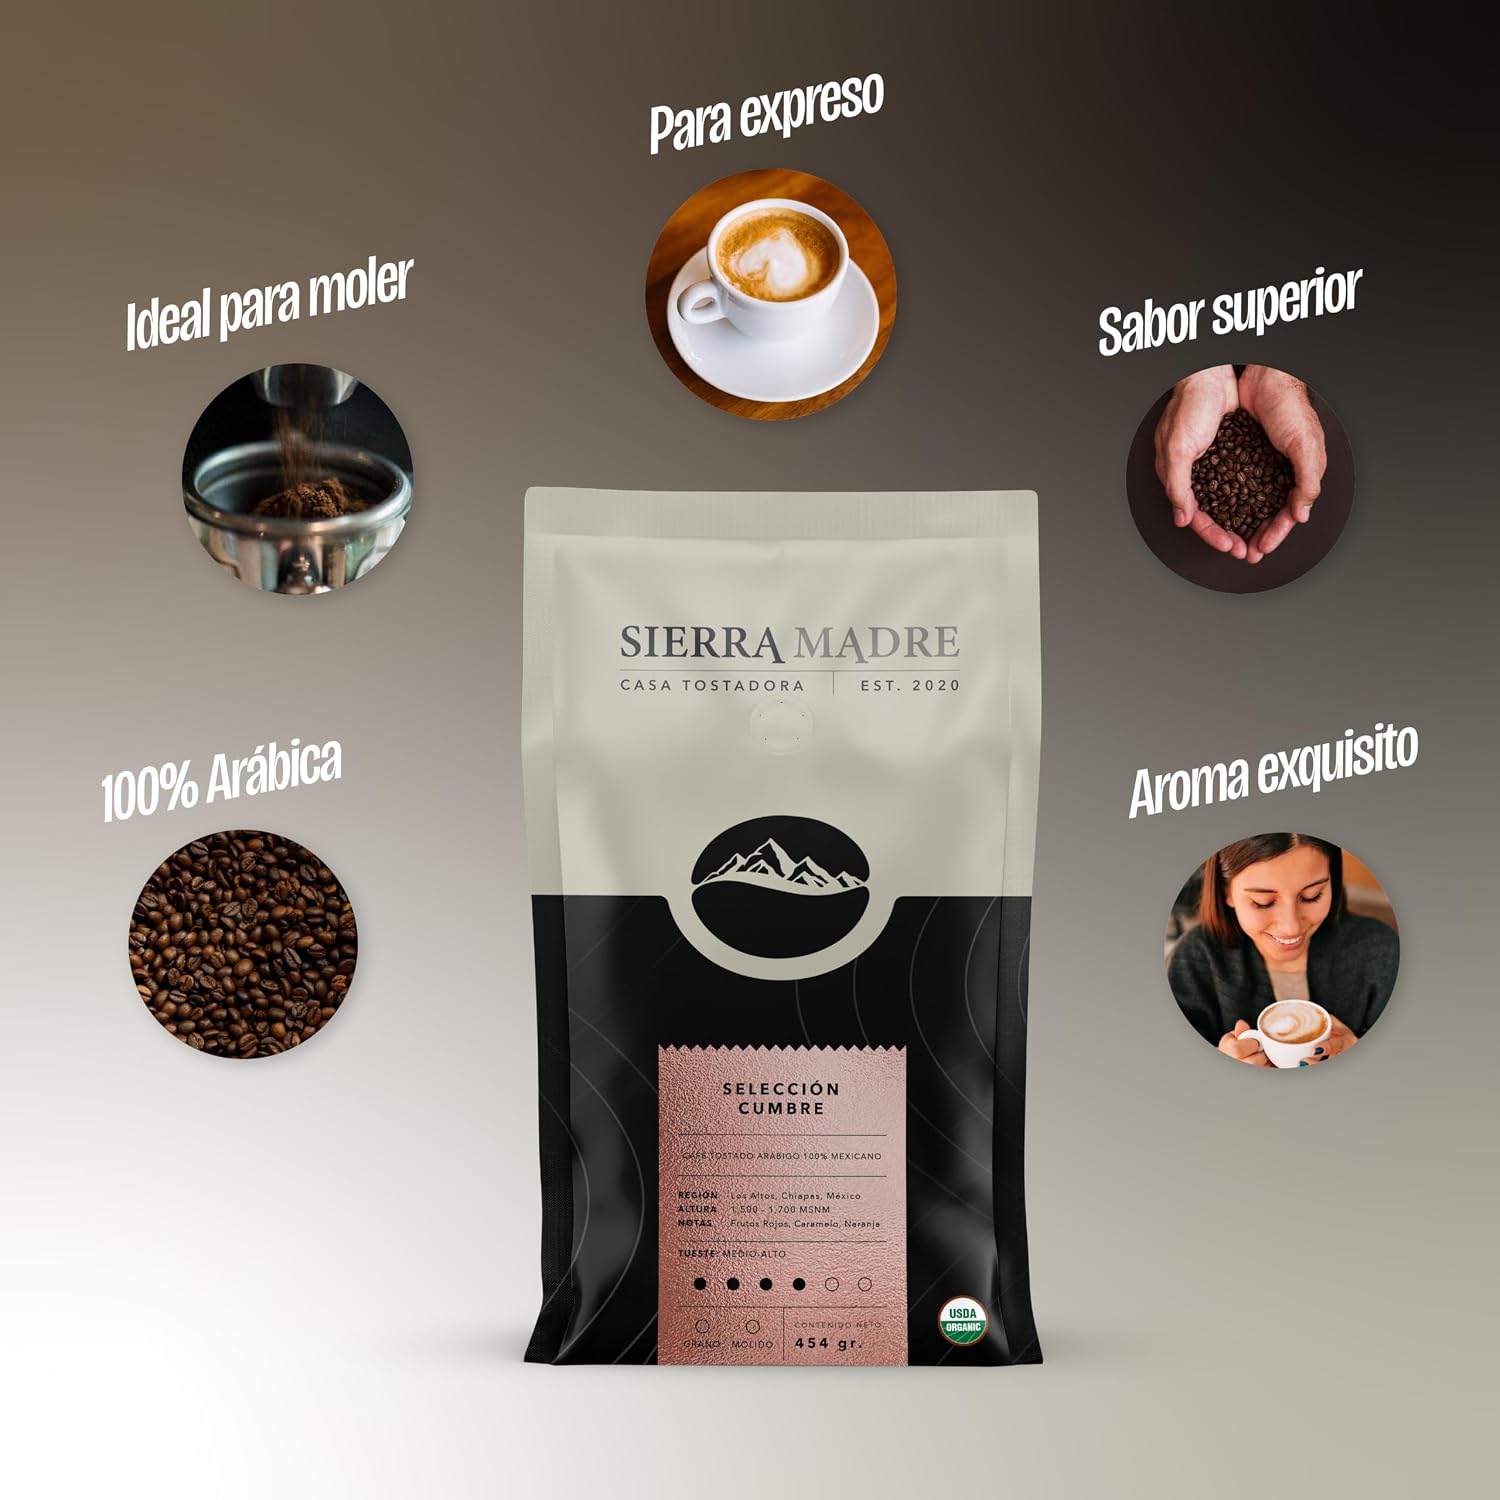 Para expreso
Ideal para moler
Sabor superior
100% Arábica
Aroma exquisito
SIERRA MADRE
CASA TOSTADORA | EST. 2020
SELECCIÓN
CUMBRE
CAFÉ TOSTADO ARÁBIGO 100% MEXICANO
REGIÓN Los Altos, Chiapas, México
ALTURA 1,500 - 1,700 MSNM
NOTAS Frutos Rojos, Caramelo, Naranja
TUESTE: MEDIO-ALTO
GRANO MOLIDO
CONTENIDO NETO
454 gr.
USDA
ORGANIC